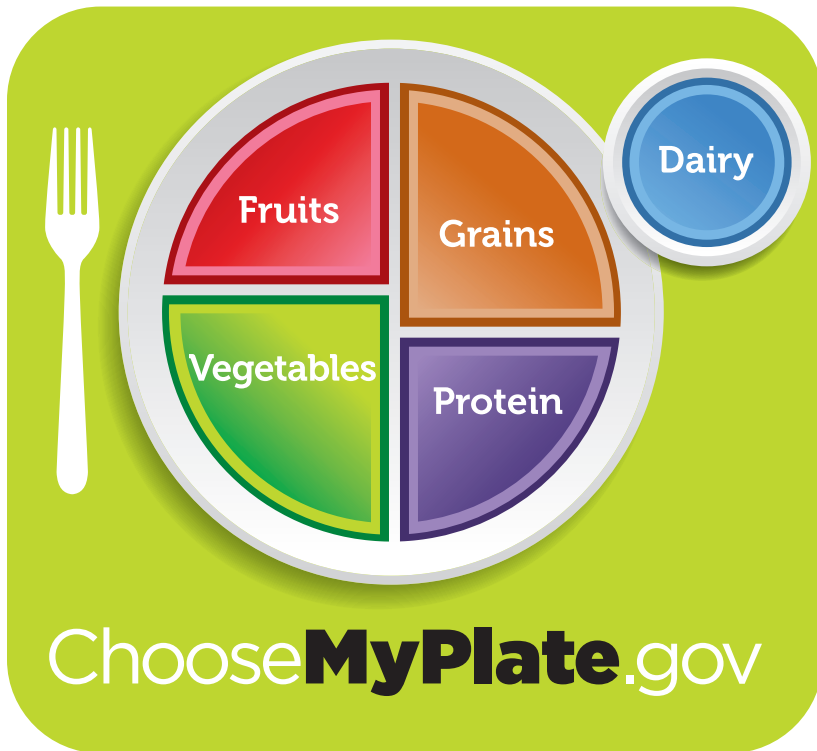 Fruits
Grains
Dairy
Vegetables
Protein
ChooseMyPlate.gov